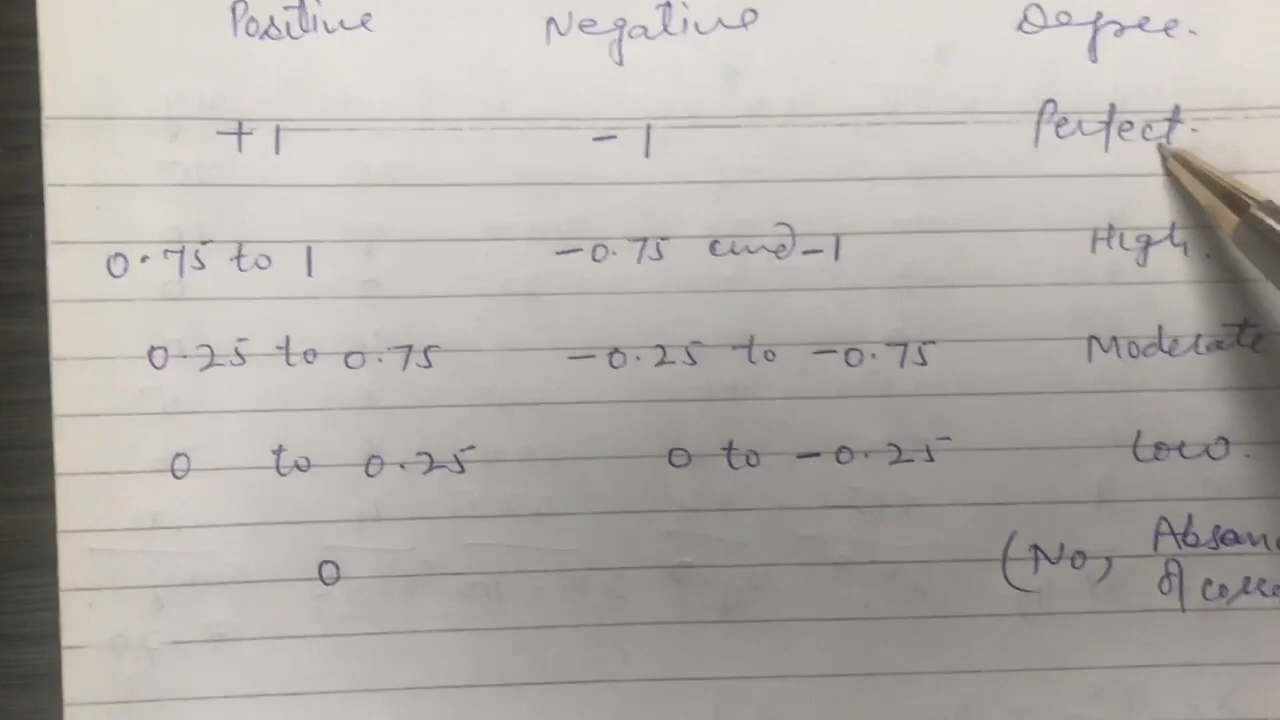 Positive Negative Degree.
+1 -1 Perfect.
0.75 to 1 -0.75 and -1 High.
0.25 to 0.75 -0.25 to -0.75 Moderate
0 to 0.25 0 to -0.25 Low.
0 (No, Absan
of corre